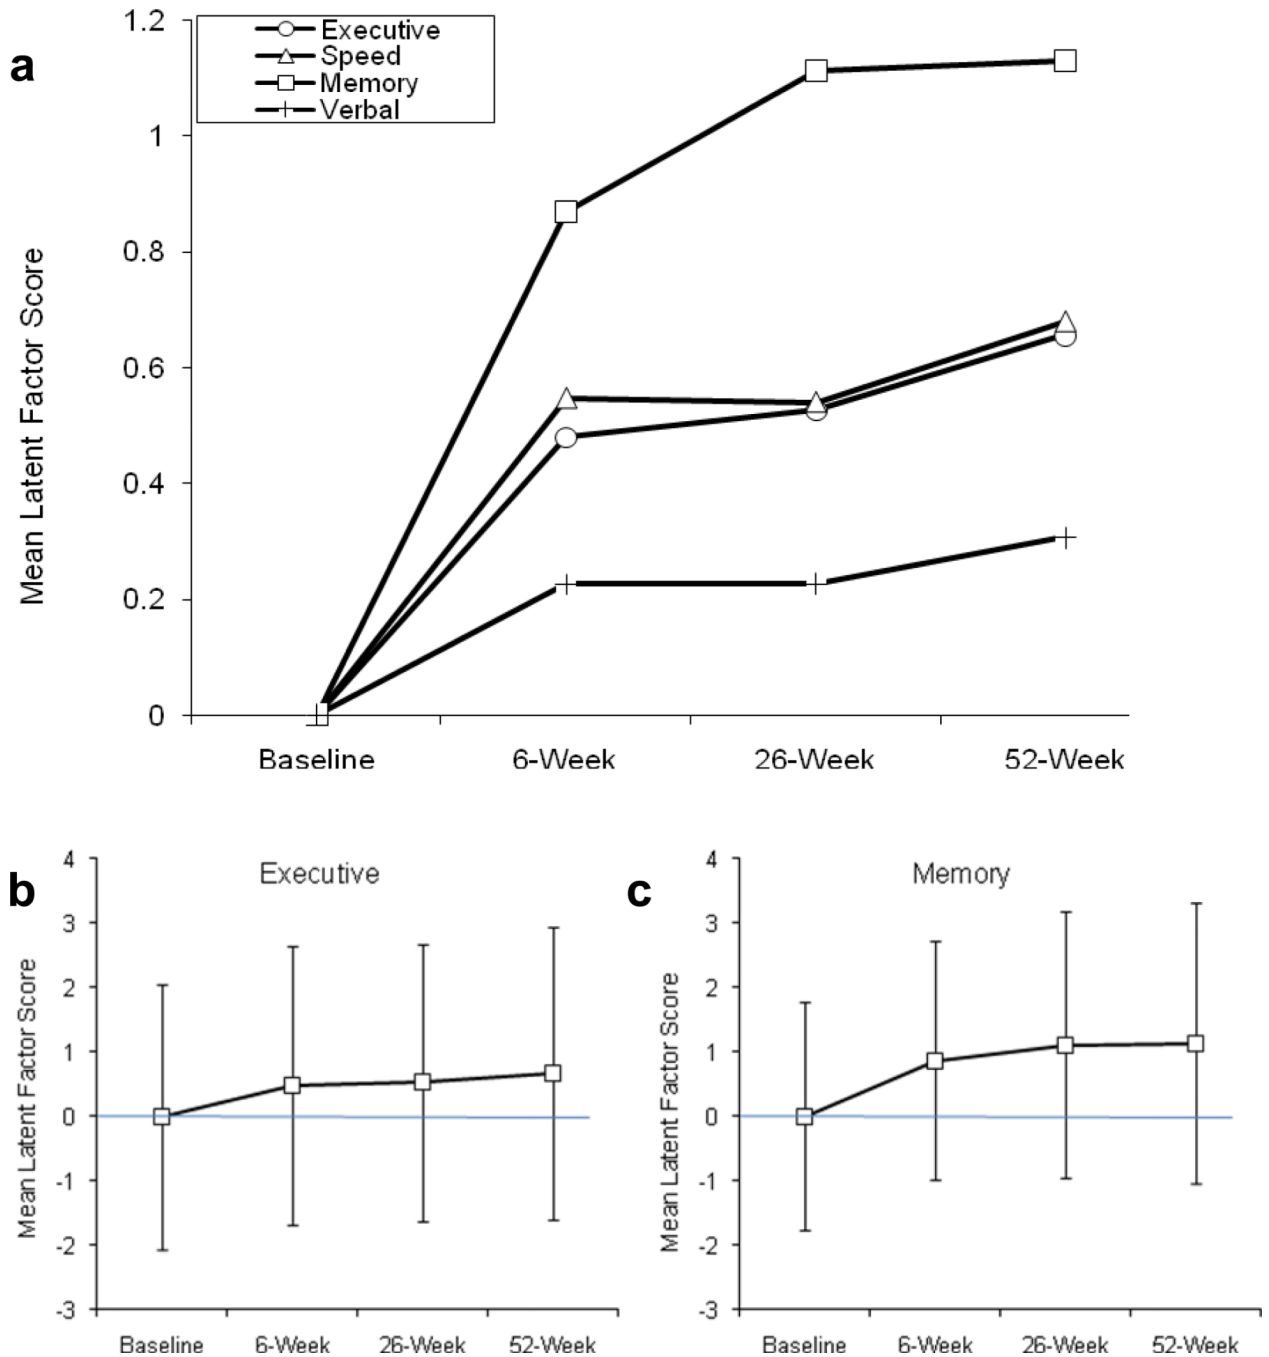 a
Mean Latent Factor Score
1.2
1
0.8
0.6
0.4
0.2
0
Executive
Speed
Memory
Verbal
Baseline 6-Week 26-Week 52-Week
b
Executive
Mean Latent Factor Score
4
3
2
1
0
-1
-2
-3
Baseline 6-Week 26-Week 52-Week
c
Memory
Mean Latent Factor Score
4
3
2
1
0
-1
-2
-3
Baseline 6-Week 26-Week 52-Week